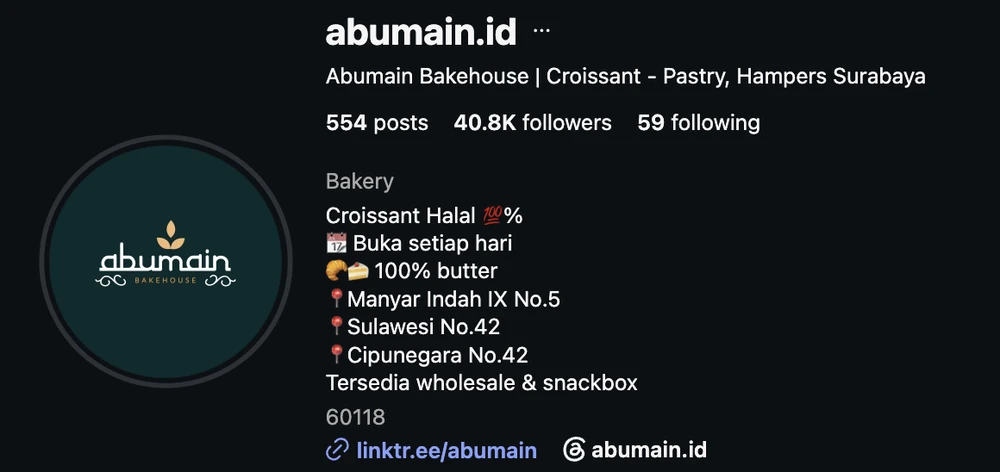 abumain.id ...
Abumain Bakehouse | Croissant - Pastry, Hampers Surabaya
554 posts 40.8K followers 59 following
Bakery
Croissant Halal 💯%
📆 Buka setiap hari
🥐🍰 100% butter
📍Manyar Indah IX No.5
📍Sulawesi No.42
📍Cipunegara No.42
Tersedia wholesale & snackbox
60118
linktr.ee/abumain abumain.id
abumain
BAKEHOUSE